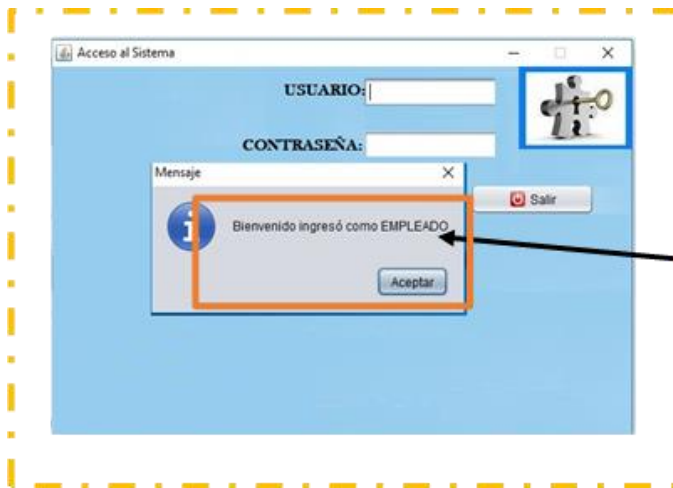 Acceso al Sistema
USUARIO:
CONTRASEÑA:
Mensaje
Salir
Bienvenido ingresó como EMPLEADO
Aceptar